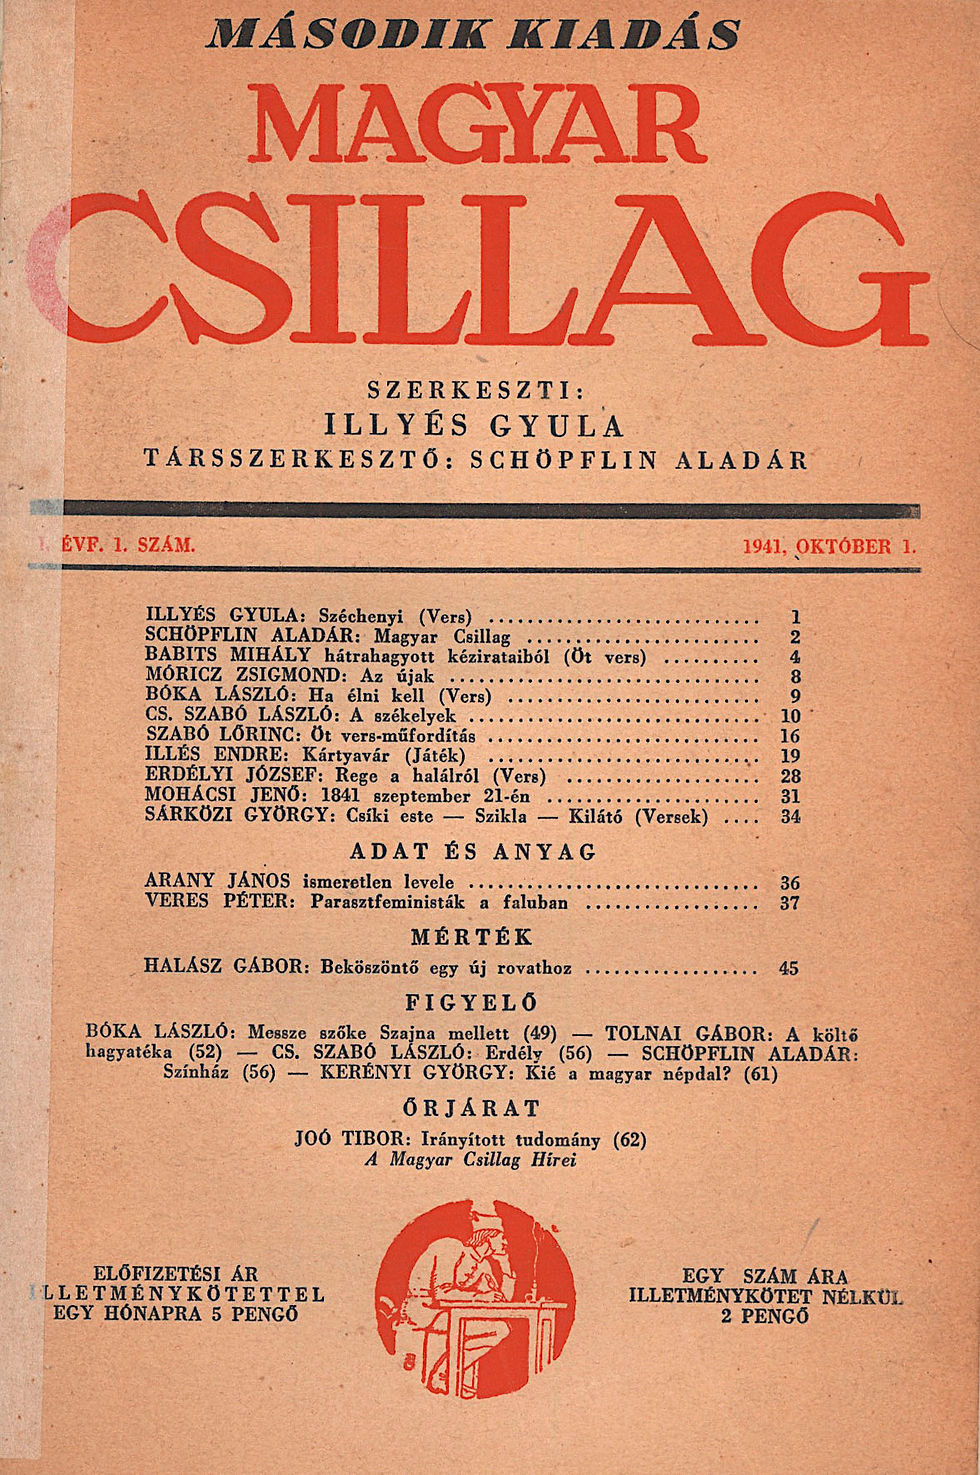 MÁSODIK KIADÁS
MAGYAR
CSILLAG
SZERKESZTI:
ILLYÉS GYULA
TÁRSSZERKESZTŐ: SCHÖPFLIN ALADÁR
I. ÉVF. 1. SZÁM. 1941. OKTÓBER 1.
ILLYÉS GYULA: Széchenyi (Vers) ............................ 1
SCHÖPFLIN ALADÁR: Magyar Csillag ........................ 2
BABITS MIHÁLY hátrahagyott kézirataiból (Öt vers) .......... 4
MÓRICZ ZSIGMOND: Az újak ................................ 8
BÓKA LÁSZLÓ: Ha élni kell (Vers) .......................... 9
CS. SZABÓ LÁSZLÓ: A székelyek .............................. 10
SZABÓ LŐRINC: Öt vers-műfordítás ............................ 16
ILLÉS ENDRE: Kártyavár (Játék) ............................ 19
ERDÉLYI JÓZSEF: Rege a halálról (Vers) .................... 28
MOHÁCSI JENŐ: 1841 szeptember 21-én ...................... 31
SÁRKÖZI GYÖRGY: Csíki este — Szikla — Kilátó (Versek) .... 34
ADAT ÉS ANYAG
ARANY JÁNOS ismeretlen levele .............................. 36
VERES PÉTER: Parasztfeministák a faluban .................. 37
MÉRTÉK
HALÁSZ GÁBOR: Beköszöntő egy új rovathoz .................. 45
FIGYELŐ
BÓKA LÁSZLÓ: Messze szőke Szajna mellett (49) — TOLNAI GÁBOR: A költő
hagyatéka (52) — CS. SZABÓ LÁSZLÓ: Erdély (56) — SCHÖPFLIN ALADÁR:
Színház (56) — KERÉNYI GYÖRGY: Kié a magyar népdal? (61)
ŐRJÁRAT
JOÓ TIBOR: Irányított tudomány (62)
A Magyar Csillag Hírei
ELŐFIZETÉSI ÁR
ILLETMÉNYKÖTETTEL
EGY HÓNAPRA 5 PENGŐ
EGY SZÁM ÁRA
ILLETMÉNYKÖTET NÉLKÜL
2 PENGŐ